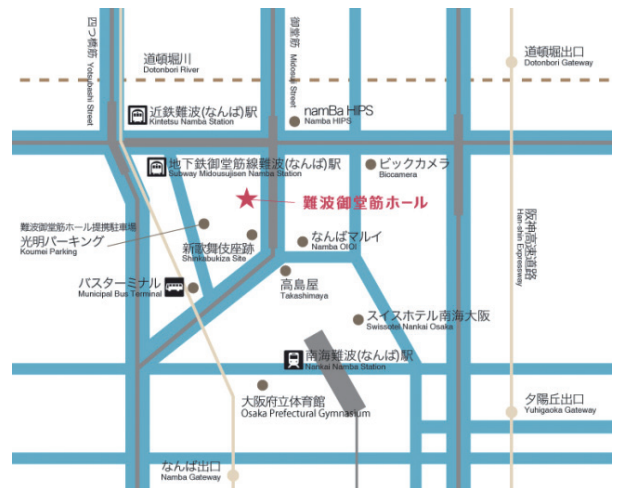 四つ橋筋
Yotsubashi Street
御堂筋
Midosuji Street
道頓堀川
Dotonbori River
道頓堀出口
Dotonbori Gateway
近鉄難波(なんば)駅
Kintetsu Namba Station
namBa HIPS
Namba HIPS
地下鉄御堂筋線難波(なんば)駅
Subway Midousujisen Namba Station
ビックカメラ
Biccamera
難波御堂筋ホール
難波御堂筋ホール提携駐車場
光明パーキング
Koumei Parking
新歌舞伎座跡
Shinkabukiza Site
なんばマルイ
Namba OIOI
阪神高速道路
Han-shin Expressway
バスターミナル
Municipal Bus Terminal
高島屋
Takashimaya
スイスホテル南海大阪
Swissotel Nankai Osaka
南海難波(なんば)駅
Nankai Namba Station
大阪府立体育館
Osaka Prefectural Gymnasium
夕陽丘出口
Yuhigaoka Gateway
なんば出口
Namba Gateway